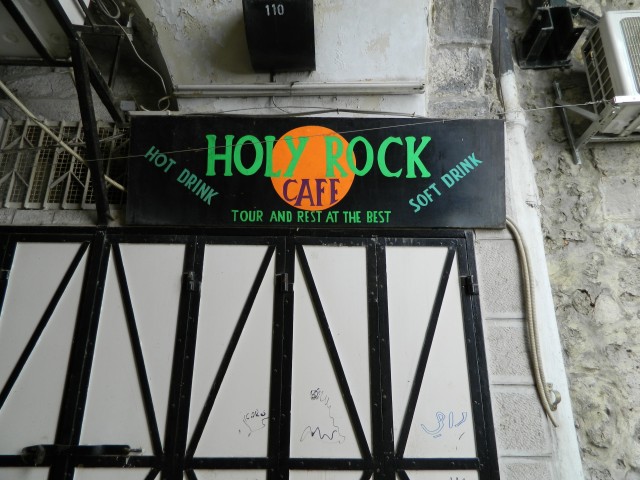 110
HOLY ROCK
HOT DRINK
CAFE
SOFT DRINK
TOUR AND REST AT THE BEST